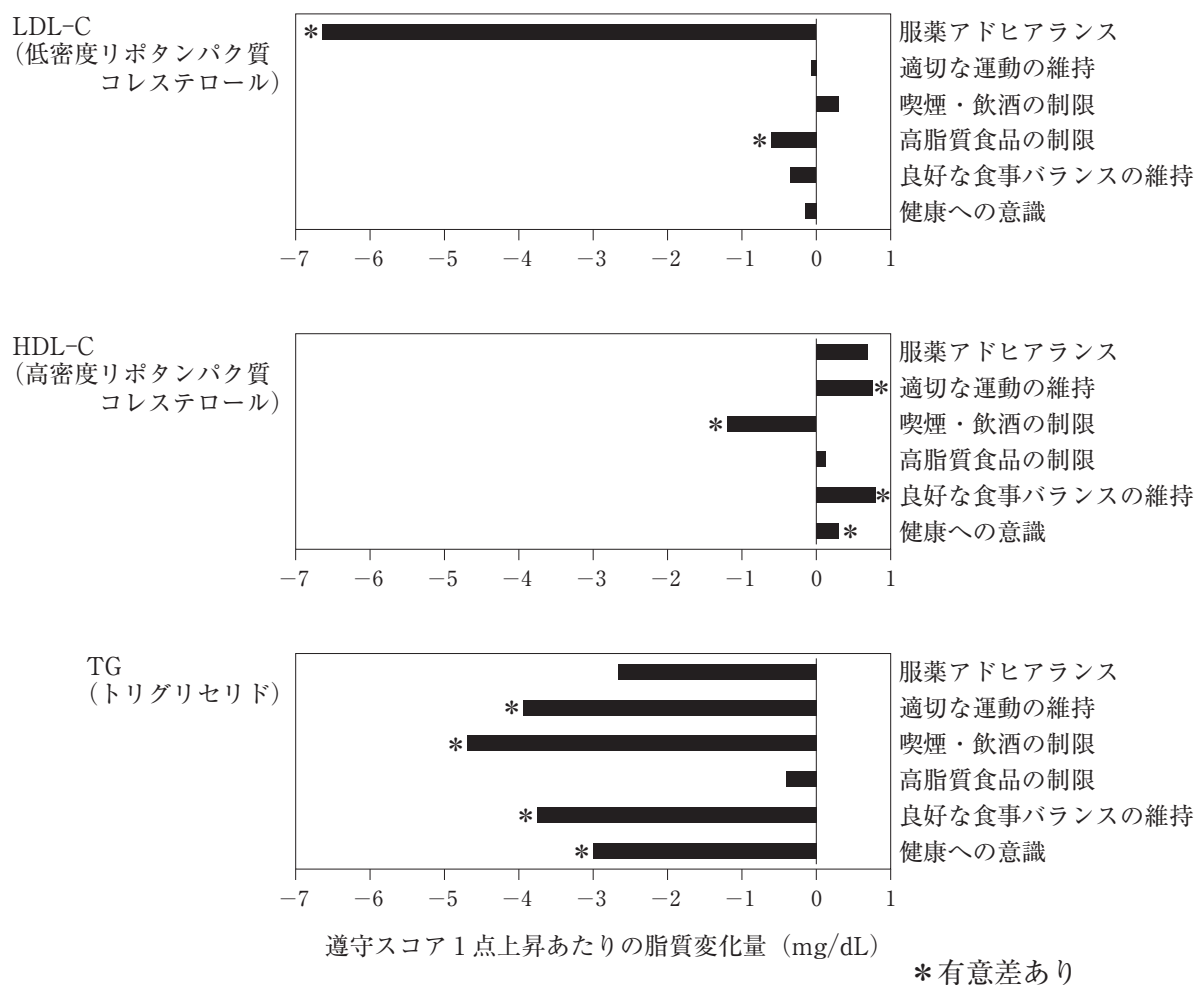 LDL-C
（低密度リポタンパク質
コレステロール）
服薬アドヒアランス
適切な運動の維持
喫煙・飲酒の制限
高脂質食品の制限
良好な食事バランスの維持
健康への意識
＊
＊
−7 −6 −5 −4 −3 −2 −1 0 1
HDL-C
（高密度リポタンパク質
コレステロール）
服薬アドヒアランス
＊ 適切な運動の維持
＊ 喫煙・飲酒の制限
高脂質食品の制限
＊ 良好な食事バランスの維持
＊ 健康への意識
−7 −6 −5 −4 −3 −2 −1 0 1
TG
（トリグリセリド）
服薬アドヒアランス
＊ 適切な運動の維持
＊ 喫煙・飲酒の制限
高脂質食品の制限
＊ 良好な食事バランスの維持
＊ 健康への意識
−7 −6 −5 −4 −3 −2 −1 0 1
遵守スコア１点上昇あたりの脂質変化量（mg/dL）
＊有意差あり